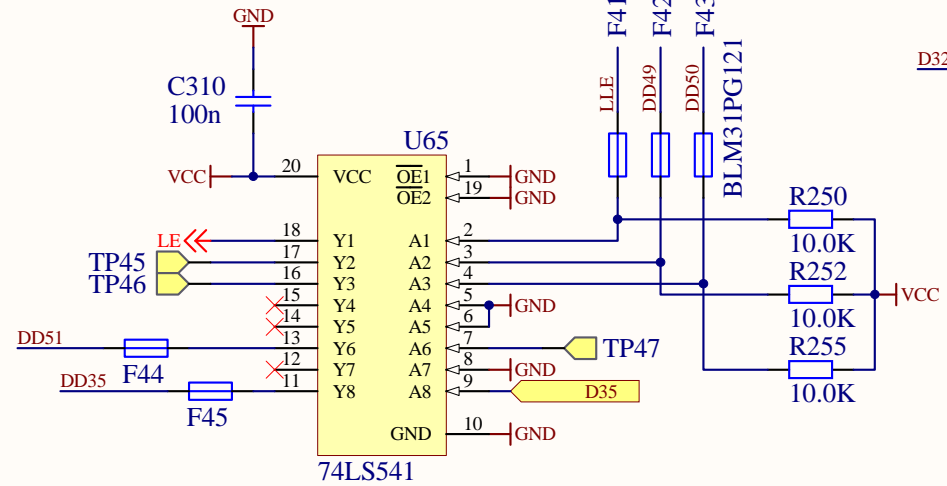 GND
F41
F42
F43
C310
100n
LLE
DD49
DD50
BLM31PG121
D32
U65
VCC
20
VCC
OE1
1
GND
OE2
19
GND
R250
10.0K
LE
18
Y1
A1
2
TP45
17
Y2
A2
3
TP46
16
Y3
A3
4
R252
10.0K
VCC
15
Y4
A4
5
GND
14
Y5
A5
6
DD51
F44
13
Y6
A6
7
TP47
R255
10.0K
12
Y7
A7
8
GND
DD35
F45
11
Y8
A8
9
D35
GND
10
GND
74LS541